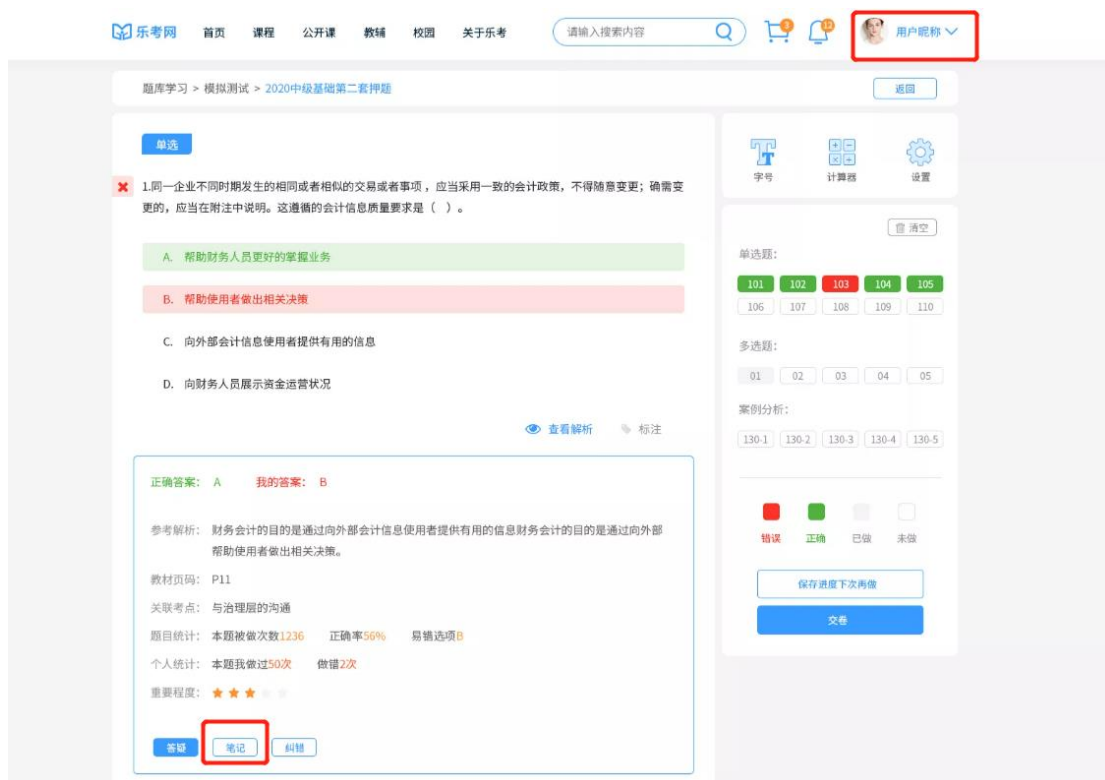 乐考网 首页 课程 公开课 教辅 校园 关于乐考 请输入搜索内容 9 12 用户昵称
题库学习 > 模拟测试 > 2020中级基础第二套押题 返回
单选
1.同一企业不同时期发生的相同或者相似的交易或者事项，应当采用一致的会计政策，不得随意变更；确需变
更的，应当在附注中说明。这遵循的会计信息质量要求是（ ）。
A. 帮助财务人员更好的掌握业务
B. 帮助使用者做出相关决策
C. 向外部会计信息使用者提供有用的信息
D. 向财务人员展示资金运营状况
查看解析 标注
正确答案： A 我的答案： B
参考解析： 财务会计的目的是通过向外部会计信息使用者提供有用的信息财务会计的目的是通过向外部
帮助使用者做出相关决策。
教材页码： P11
关联考点： 与治理层的沟通
题目统计： 本题被做次数1236 正确率56% 易错选项B
个人统计： 本题我做过50次 做错2次
重要程度：
答疑 笔记 纠错
字号 计算器 设置
清空
单选题：
101 102 103 104 105
106 107 108 109 110
多选题：
01 02 03 04 05
案例分析：
130-1 130-2 130-3 130-4 130-5
错误 正确 已做 未做
保存进度下次再做
交卷